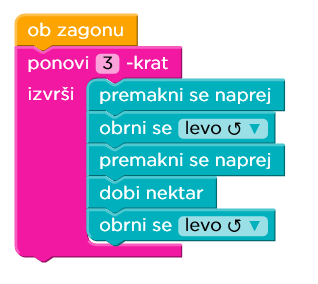 ob zagonu
ponovi 3 -krat
izvrši
premakni se naprej
obrni se levo ↺ ▼
premakni se naprej
dobi nektar
obrni se levo ↺ ▼